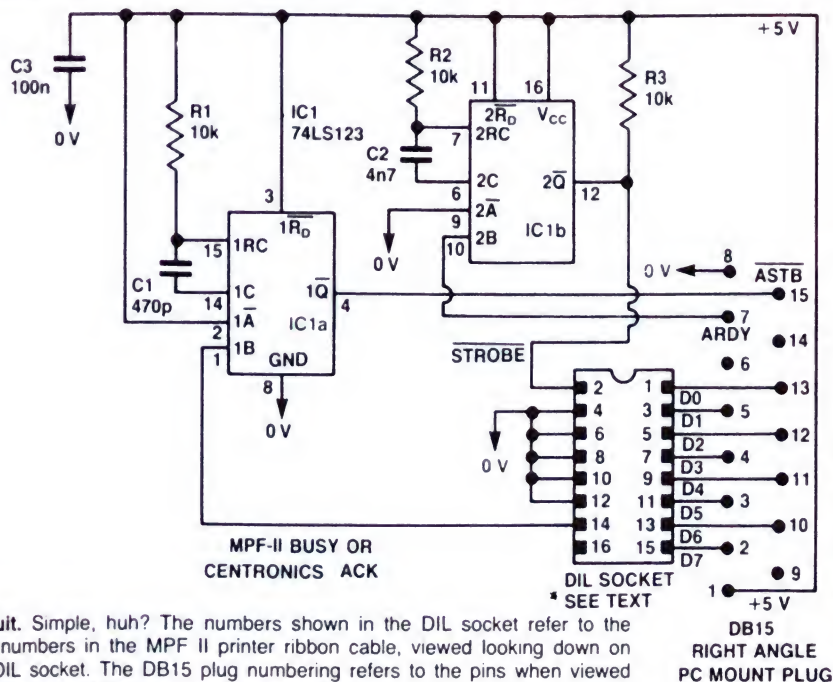 +5 V
C3
100n
0 V
R1
10k
IC1
74LS123
R2
10k
R3
10k
11
16
2R̅D̅
VCC
7
2RC
C2
4n7
2C
6
2Q̅
12
2A̅
9
2B
10
IC1b
0 V
3
1R̅D̅
15
1RC
C1
470p
1C
14
1Q̅
4
1A̅
2
IC1a
1B
1
GND
8
0 V
0 V
8
A̅S̅T̅B̅
15
7
ARDY
14
6
S̅T̅R̅O̅B̅E̅
2 1 D0 13
4 3 D1 5
6 5 D2 12
8 7 D3 4
10 9 D4 11
12 11 D5 3
14 13 D6 10
16 15 D7 2
0 V
9
1
+5 V
MPF-II BUSY OR
CENTRONICS ACK
DIL SOCKET
* SEE TEXT
DB15
RIGHT ANGLE
PC MOUNT PLUG
uit. Simple, huh? The numbers shown in the DIL socket refer to the
numbers in the MPF II printer ribbon cable, viewed looking down on
DIL socket. The DB15 plug numbering refers to the pins when viewed